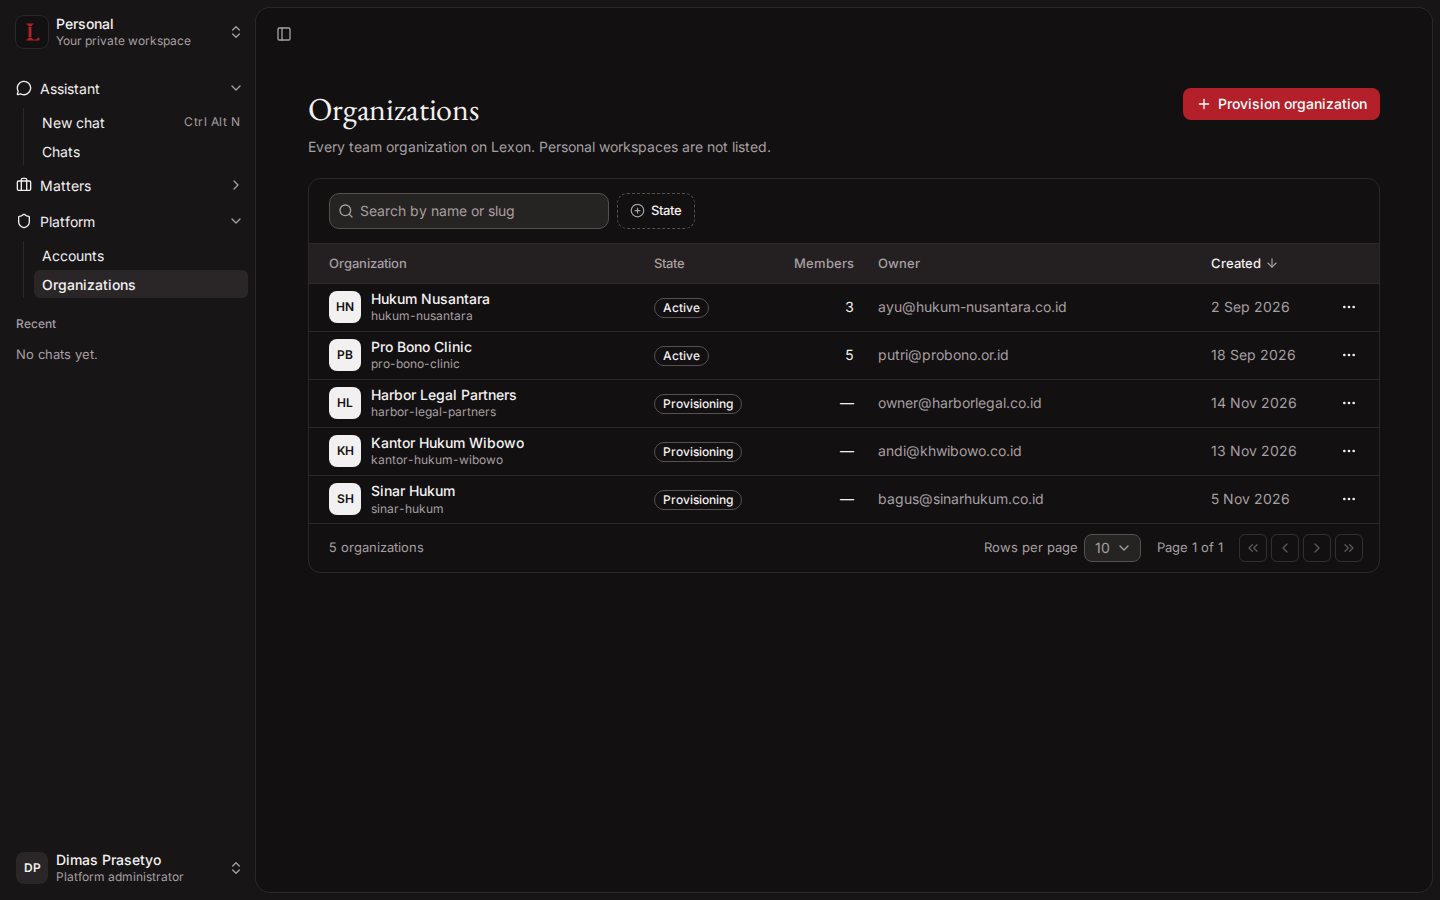 L
Personal
Your private workspace
Assistant
New chat Ctrl Alt N
Chats
Matters
Platform
Accounts
Organizations
Recent
No chats yet.
DP
Dimas Prasetyo
Platform administrator
Organizations
Provision organization
Every team organization on Lexon. Personal workspaces are not listed.
Search by name or slug
State
Organization State Members Owner Created
HN Hukum Nusantara Active 3 ayu@hukum-nusantara.co.id 2 Sep 2026
hukum-nusantara
PB Pro Bono Clinic Active 5 putri@probono.or.id 18 Sep 2026
pro-bono-clinic
HL Harbor Legal Partners Provisioning — owner@harborlegal.co.id 14 Nov 2026
harbor-legal-partners
KH Kantor Hukum Wibowo Provisioning — andi@khwibowo.co.id 13 Nov 2026
kantor-hukum-wibowo
SH Sinar Hukum Provisioning — bagus@sinarhukum.co.id 5 Nov 2026
sinar-hukum
5 organizations Rows per page 10 Page 1 of 1